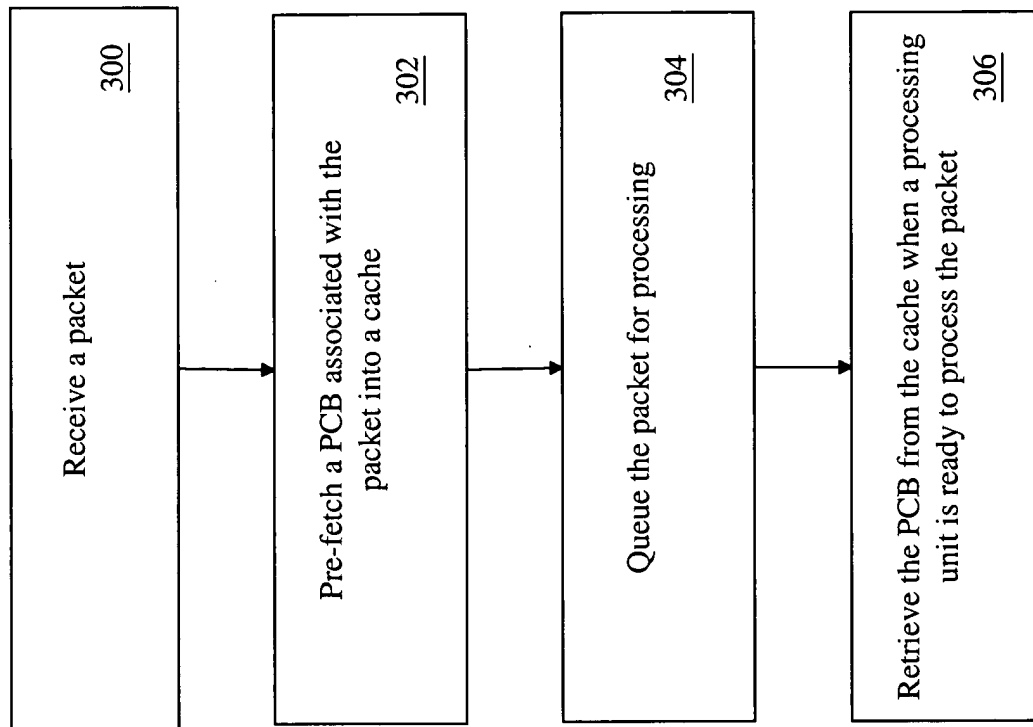 Receive a packet
300
Pre-fetch a PCB associated with the
packet into a cache
302
Queue the packet for processing
304
Retrieve the PCB from the cache when a processing
unit is ready to process the packet
306